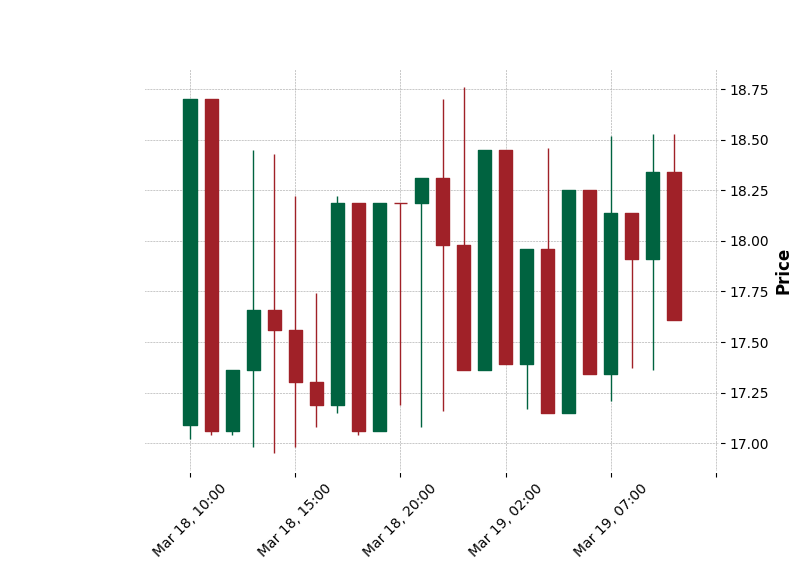 18.75
18.50
18.25
18.00
17.75
17.50
17.25
17.00
Price
Mar 18, 10:00
Mar 18, 15:00
Mar 18, 20:00
Mar 19, 02:00
Mar 19, 07:00